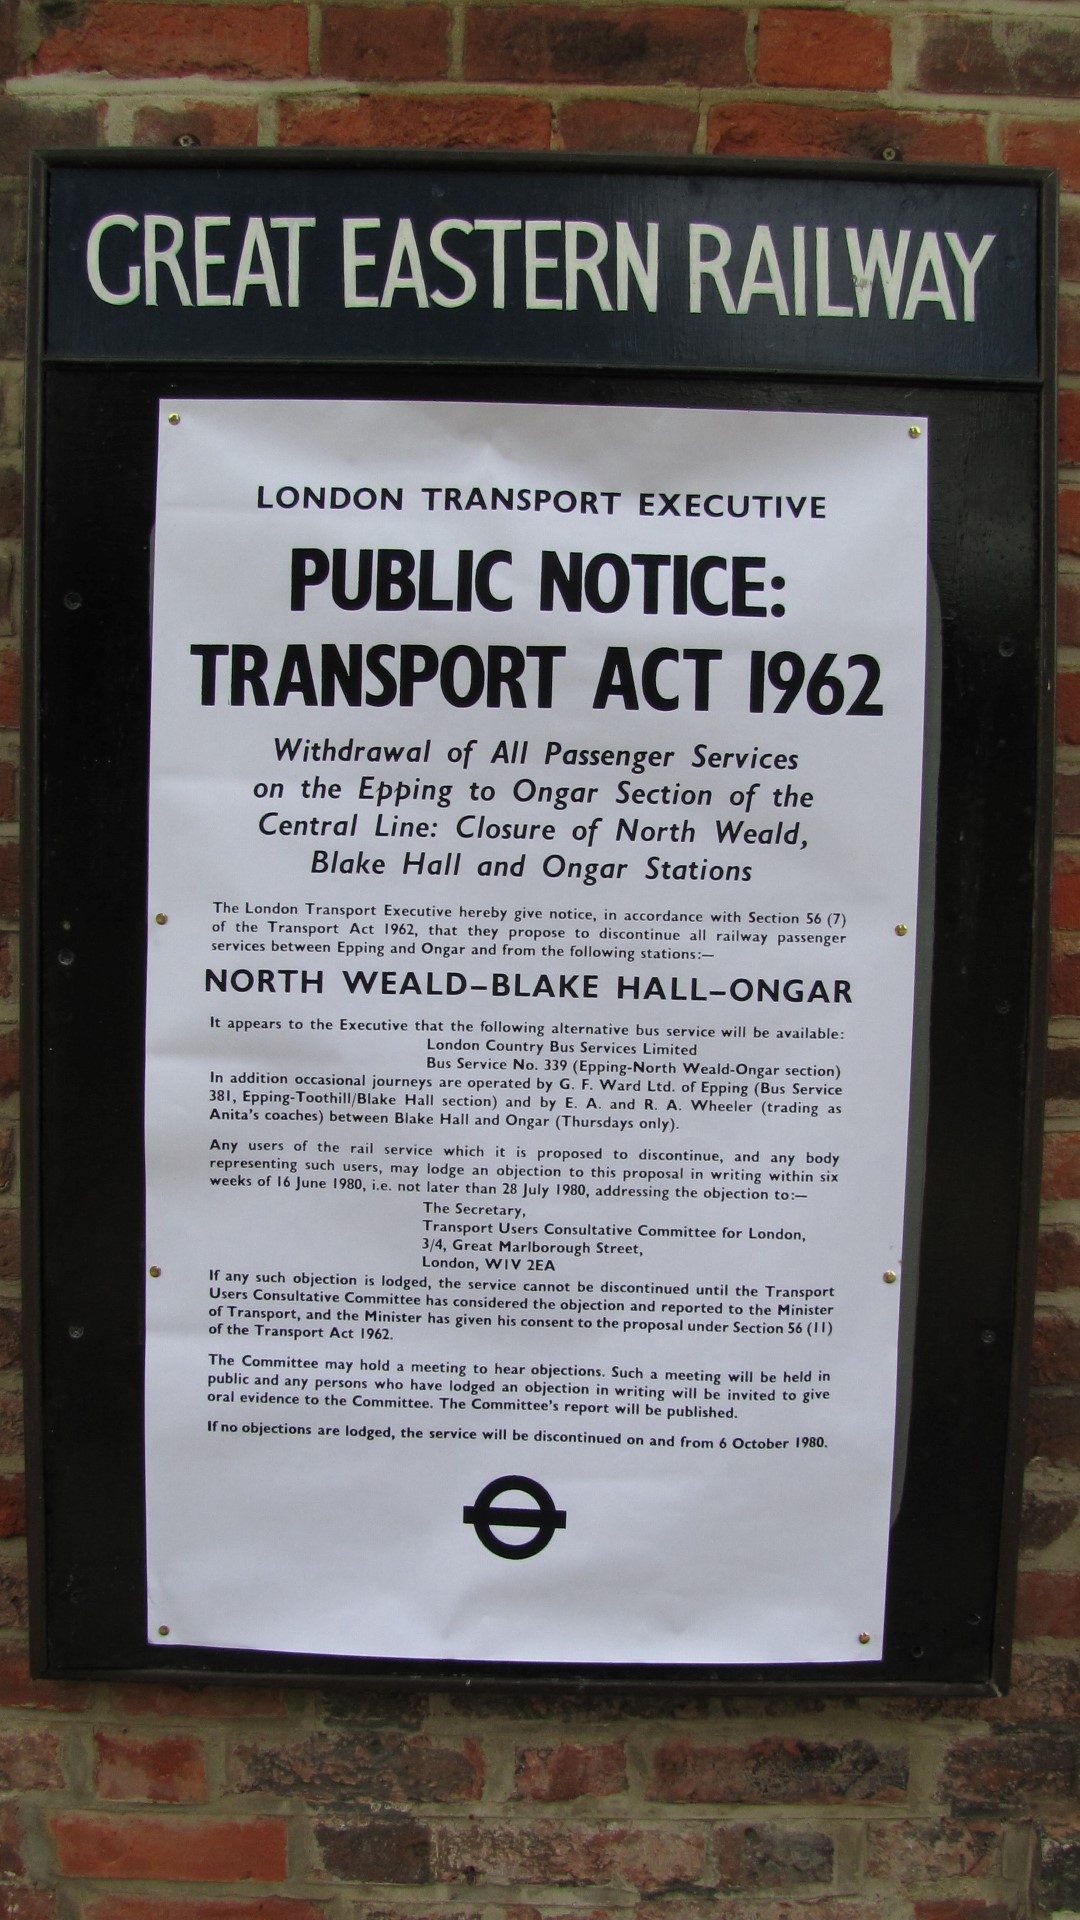 GREAT EASTERN RAILWAY
LONDON TRANSPORT EXECUTIVE
PUBLIC NOTICE:
TRANSPORT ACT 1962
Withdrawal of All Passenger Services
on the Epping to Ongar Section of the
Central Line: Closure of North Weald,
Blake Hall and Ongar Stations
The London Transport Executive hereby give notice, in accordance with Section 56 (7)
of the Transport Act 1962, that they propose to discontinue all railway passenger
services between Epping and Ongar and from the following stations:—
NORTH WEALD–BLAKE HALL–ONGAR
It appears to the Executive that the following alternative bus service will be available:
London Country Bus Services Limited
Bus Service No. 339 (Epping-North Weald-Ongar section)
In addition occasional journeys are operated by G. F. Ward Ltd. of Epping (Bus Service
381, Epping-Toothill/Blake Hall section) and by E. A. and R. A. Wheeler (trading as
Anita's coaches) between Blake Hall and Ongar (Thursdays only).
Any users of the rail service which it is proposed to discontinue, and any body
representing such users, may lodge an objection to this proposal in writing within six
weeks of 16 June 1980, i.e. not later than 28 July 1980, addressing the objection to:—
The Secretary,
Transport Users Consultative Committee for London,
3/4, Great Marlborough Street,
London, W1V 2EA
If any such objection is lodged, the service cannot be discontinued until the Transport
Users Consultative Committee has considered the objection and reported to the Minister
of Transport, and the Minister has given his consent to the proposal under Section 56 (11)
of the Transport Act 1962.
The Committee may hold a meeting to hear objections. Such a meeting will be held in
public and any persons who have lodged an objection in writing will be invited to give
oral evidence to the Committee. The Committee's report will be published.
If no objections are lodged, the service will be discontinued on and from 6 October 1980.